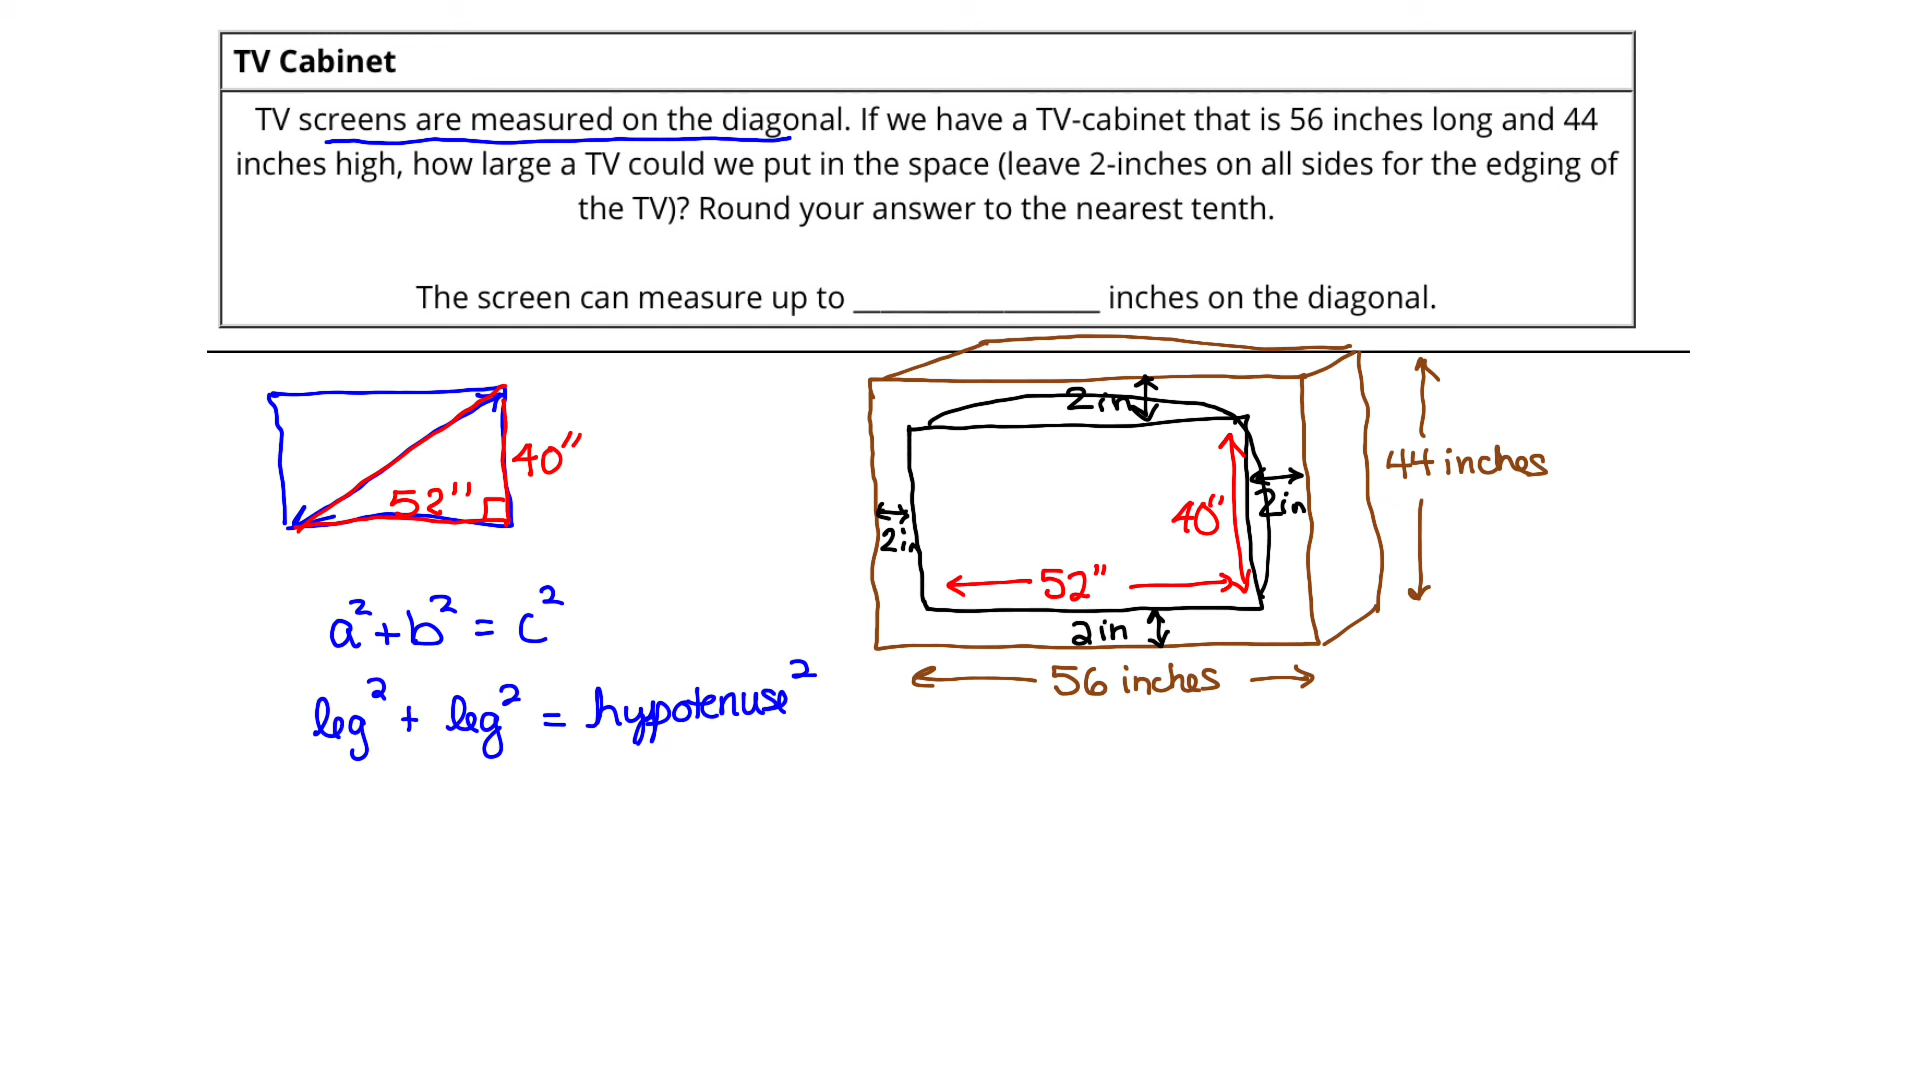 TV Cabinet
TV screens are measured on the diagonal. If we have a TV-cabinet that is 56 inches long and 44
inches high, how large a TV could we put in the space (leave 2-inches on all sides for the edging of
the TV)? Round your answer to the nearest tenth.
The screen can measure up to _______________ inches on the diagonal.
40"
52"
a² + b² = c²
leg² + leg² = hypotenuse²
2in
44 inches
2in
40"
2in
52"
2in
56 inches